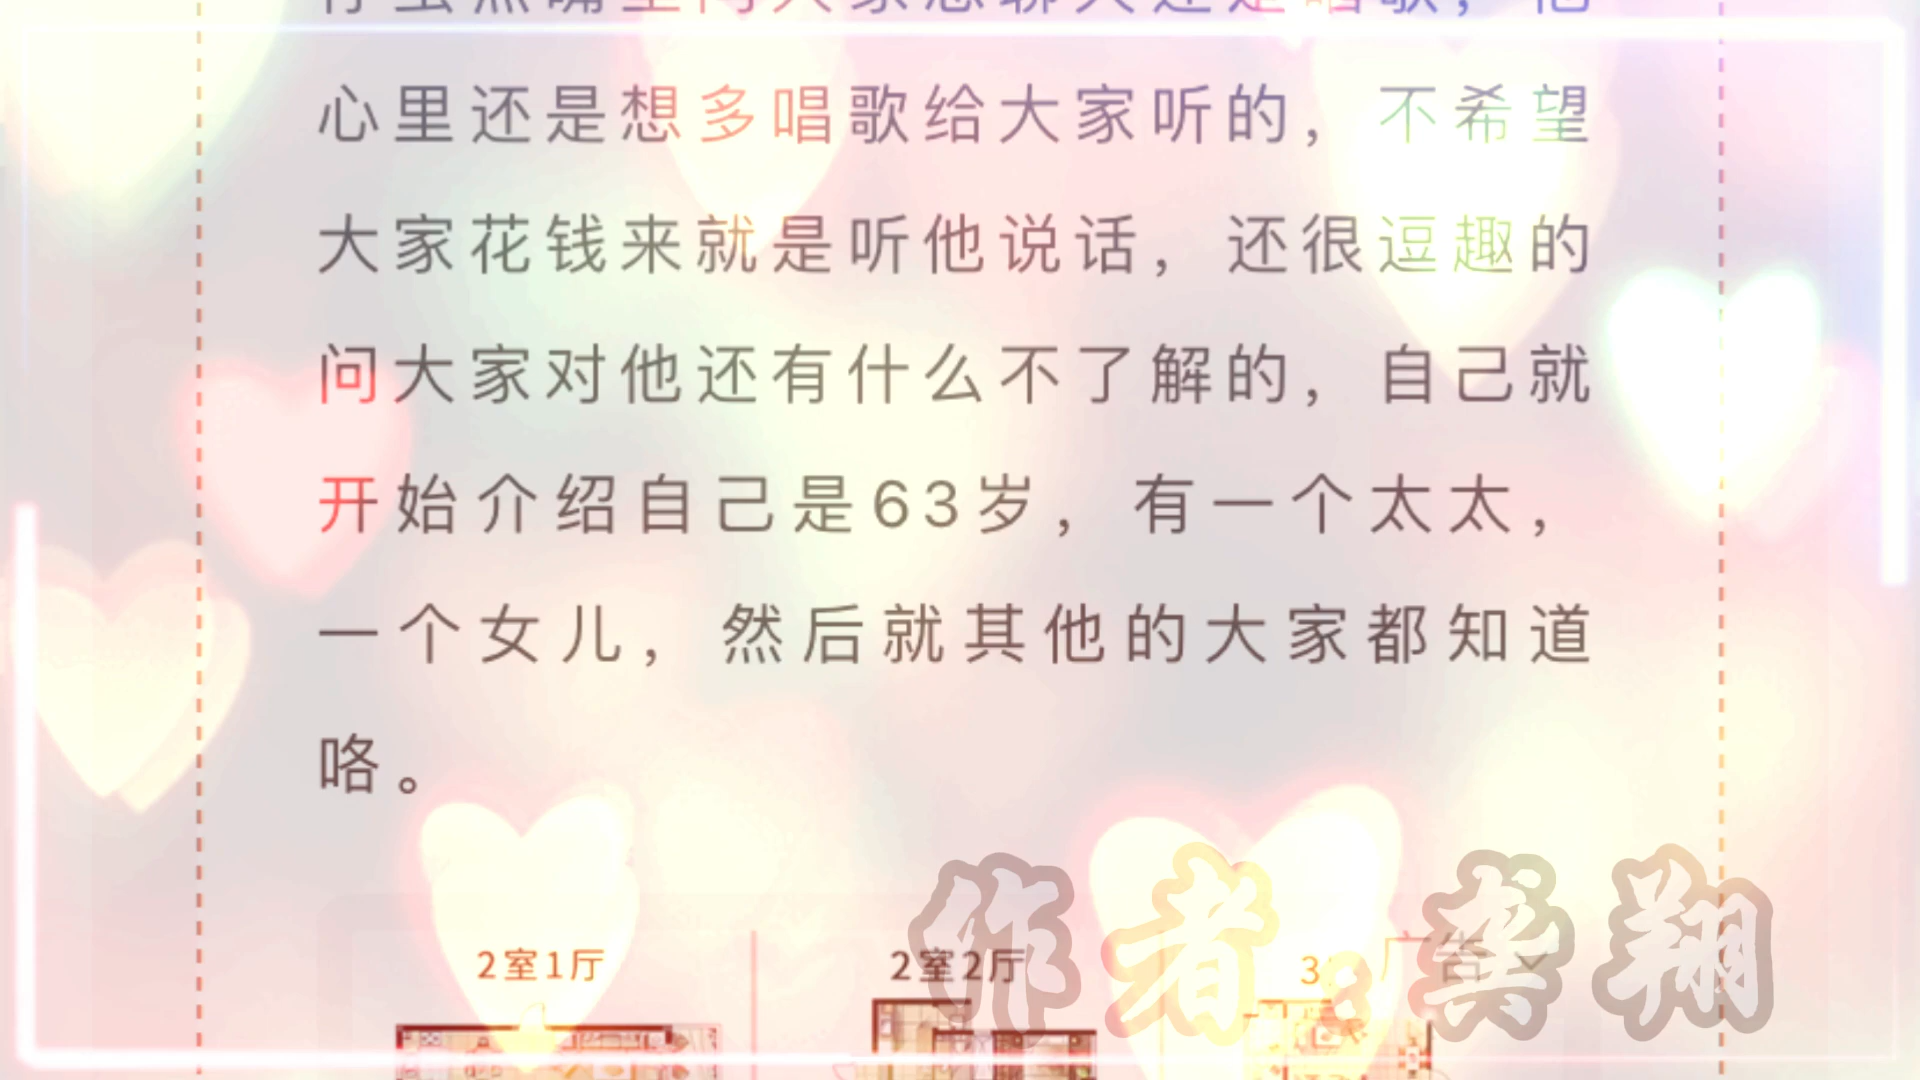 心里还是想多唱歌给大家听的，不希望
大家花钱来就是听他说话，还很逗趣的
问大家对他还有什么不了解的，自己就
开始介绍自己是63岁，有一个太太，
一个女儿，然后就其他的大家都知道
咯。
2室1厅
2室2厅
广告
作者：龚翔